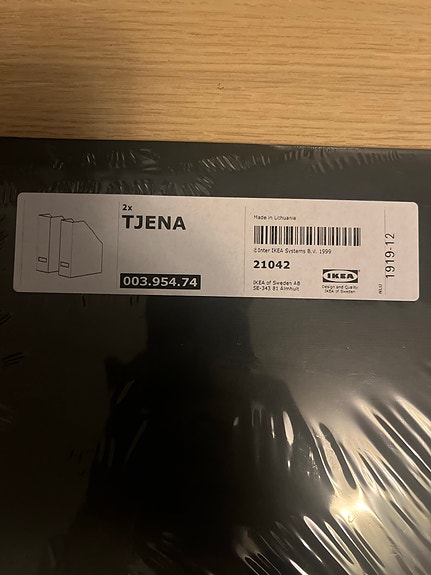 2x
TJENA
003.954.74
Made in Lithuania
©Inter IKEA Systems B.V. 1999
21042
IKEA of Sweden AB
SE-343 81 Älmhult
IKEA
Design and Quality
IKEA of Sweden
1919-12